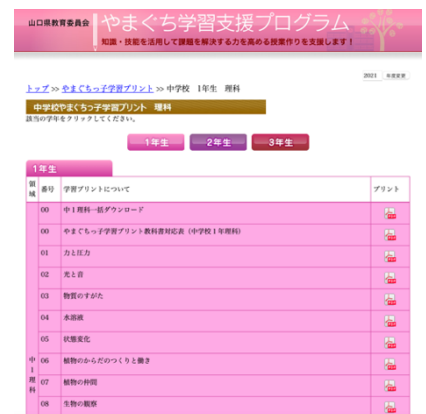 山口県教育委員会
やまぐち学習支援プログラム
知識・技能を活用して課題を解決する力を高める授業作りを支援します！
2023 年度変更
トップ >> やまぐちっ子学習プリント >> 中学校 1年生 理科
中学校やまぐちっ子学習プリント 理科
該当の学年をクリックしてください。
1年生 2年生 3年生
1年生
領域 番号 学習プリントについて プリント
中1理科
00 中１理科一括ダウンロード
00 やまぐちっ子学習プリント教科書対応表（中学校１年理科）
01 力と圧力
02 光と音
03 物質のすがた
04 水溶液
05 状態変化
06 植物のからだのつくりと働き
07 植物の仲間
08 生物の観察